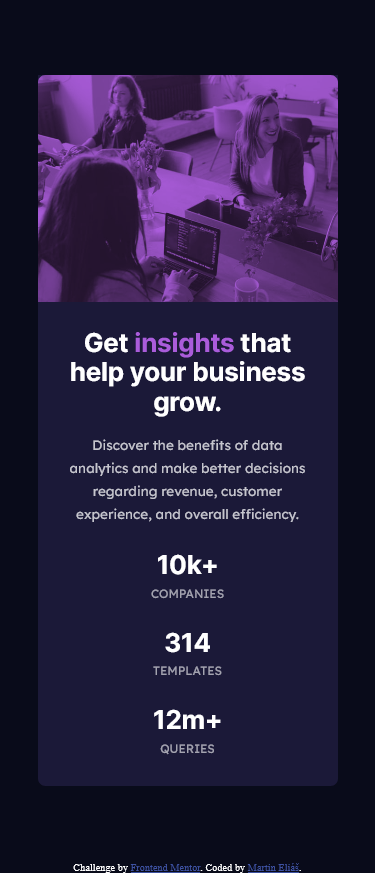 Get insights that
help your business
grow.
Discover the benefits of data
analytics and make better decisions
regarding revenue, customer
experience, and overall efficiency.
10k+
COMPANIES
314
TEMPLATES
12m+
QUERIES
Challenge by Frontend Mentor. Coded by Martin Eliáš.